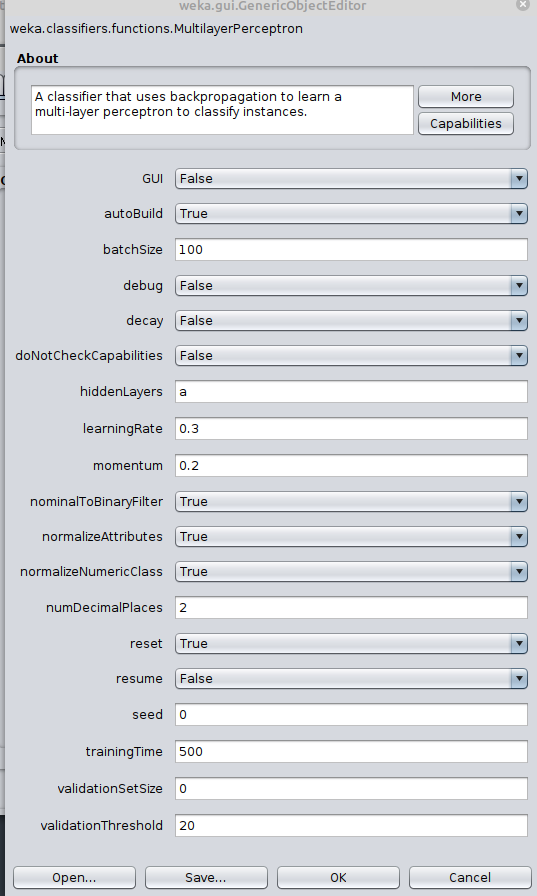 weka.gui.GenericObjectEditor
weka.classifiers.functions.MultilayerPerceptron
About
A classifier that uses backpropagation to learn a
multi-layer perceptron to classify instances.
More
Capabilities
GUI False
autoBuild True
batchSize 100
debug False
decay False
doNotCheckCapabilities False
hiddenLayers a
learningRate 0.3
momentum 0.2
nominalToBinaryFilter True
normalizeAttributes True
normalizeNumericClass True
numDecimalPlaces 2
reset True
resume False
seed 0
trainingTime 500
validationSetSize 0
validationThreshold 20
Open... Save... OK Cancel